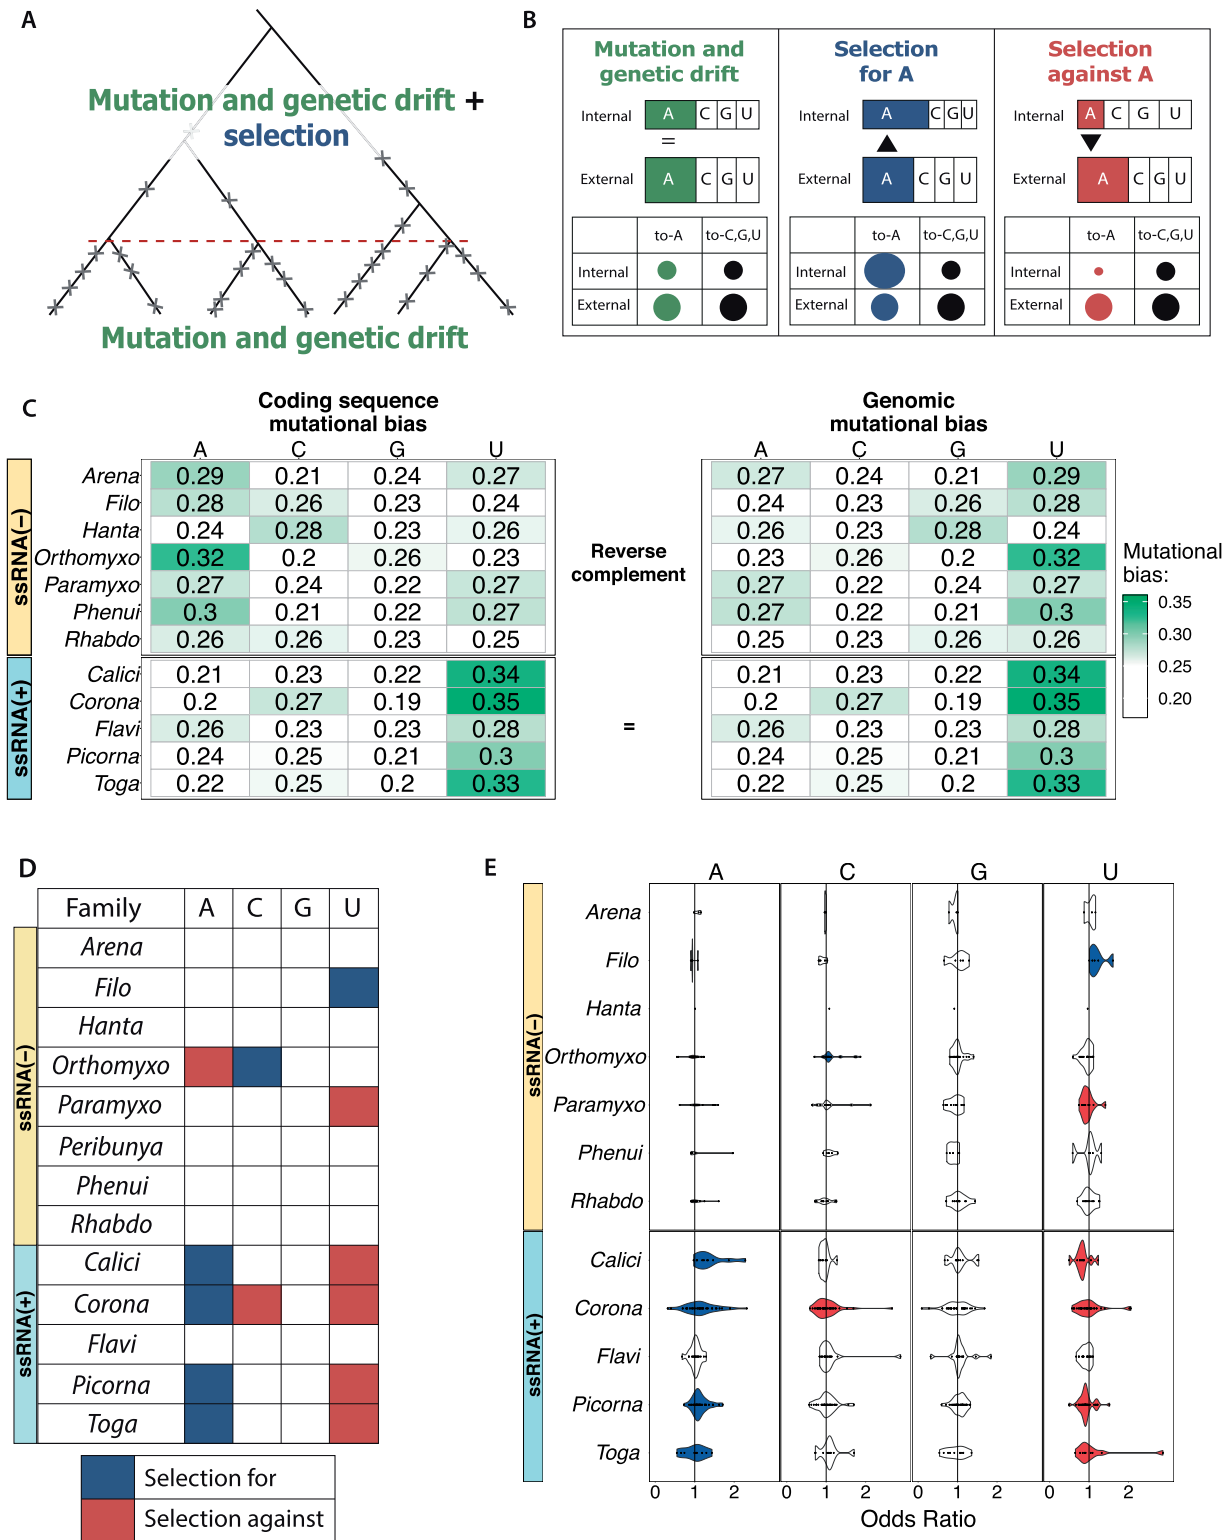 A
Mutation and genetic drift +
selection
Mutation and genetic drift
B
Mutation and
genetic drift
Internal
A C G U
=
External
A C G U
to-A to-C,G,U
Internal
External
Selection
for A
Internal
A C G U
External
A C G U
to-A to-C,G,U
Internal
External
Selection
against A
Internal
A C G U
External
A C G U
to-A to-C,G,U
Internal
External
C
Coding sequence
mutational bias
A C G U
ssRNA(−)
Arena 0.29 0.21 0.24 0.27
Filo 0.28 0.26 0.23 0.24
Hanta 0.24 0.28 0.23 0.26
Orthomyxo 0.32 0.2 0.26 0.23
Paramyxo 0.27 0.24 0.22 0.27
Phenui 0.3 0.21 0.22 0.27
Rhabdo 0.26 0.26 0.23 0.25
ssRNA(+)
Calici 0.21 0.23 0.22 0.34
Corona 0.2 0.27 0.19 0.35
Flavi 0.26 0.23 0.23 0.28
Picorna 0.24 0.25 0.21 0.3
Toga 0.22 0.25 0.2 0.33
Reverse
complement
=
Genomic
mutational bias
A C G U
0.27 0.24 0.21 0.29
0.24 0.23 0.26 0.28
0.26 0.23 0.28 0.24
0.23 0.26 0.2 0.32
0.27 0.22 0.24 0.27
0.27 0.22 0.21 0.3
0.25 0.23 0.26 0.26
0.21 0.23 0.22 0.34
0.2 0.27 0.19 0.35
0.26 0.23 0.23 0.28
0.24 0.25 0.21 0.3
0.22 0.25 0.2 0.33
Mutational
bias:
0.35
0.30
0.25
0.20
D
Family A C G U
ssRNA(−)
Arena
Filo
Hanta
Orthomyxo
Paramyxo
Peribunya
Phenui
Rhabdo
ssRNA(+)
Calici
Corona
Flavi
Picorna
Toga
Selection for
Selection against
E
A C G U
ssRNA(−)
Arena
Filo
Hanta
Orthomyxo
Paramyxo
Phenui
Rhabdo
ssRNA(+)
Calici
Corona
Flavi
Picorna
Toga
0 1 2 0 1 2 0 1 2 0 1 2
Odds Ratio